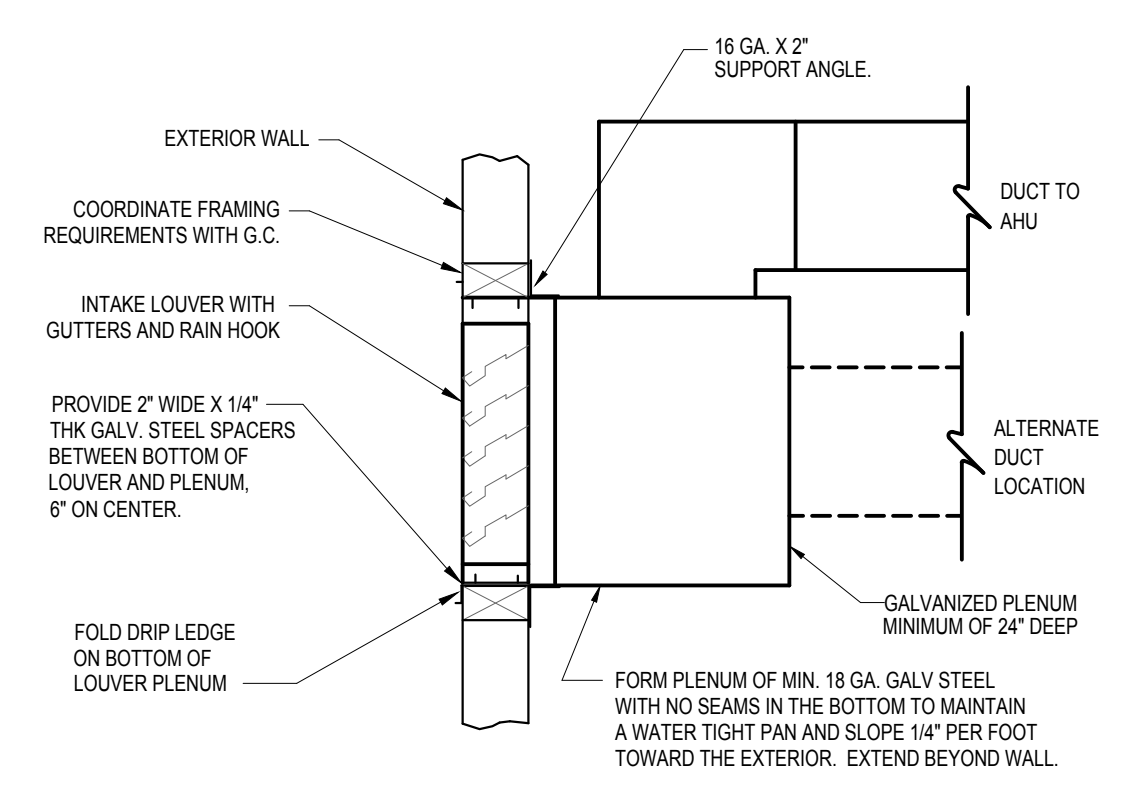 16 GA. X 2"
SUPPORT ANGLE.
EXTERIOR WALL
COORDINATE FRAMING
REQUIREMENTS WITH G.C.
INTAKE LOUVER WITH
GUTTERS AND RAIN HOOK
PROVIDE 2" WIDE X 1/4"
THK GALV. STEEL SPACERS
BETWEEN BOTTOM OF
LOUVER AND PLENUM,
6" ON CENTER.
FOLD DRIP LEDGE
ON BOTTOM OF
LOUVER PLENUM
DUCT TO
AHU
ALTERNATE
DUCT
LOCATION
GALVANIZED PLENUM
MINIMUM OF 24" DEEP
FORM PLENUM OF MIN. 18 GA. GALV STEEL
WITH NO SEAMS IN THE BOTTOM TO MAINTAIN
A WATER TIGHT PAN AND SLOPE 1/4" PER FOOT
TOWARD THE EXTERIOR. EXTEND BEYOND WALL.